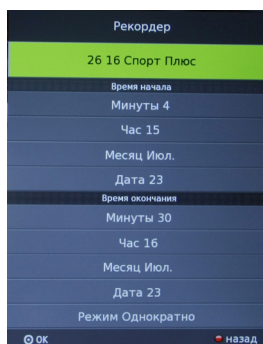 Рекордер
26 16 Спорт Плюс
Время начала
Минуты 4
Час 15
Месяц Июл.
Дата 23
Время окончания
Минуты 30
Час 16
Месяц Июл.
Дата 23
Режим Однократно
OK назад